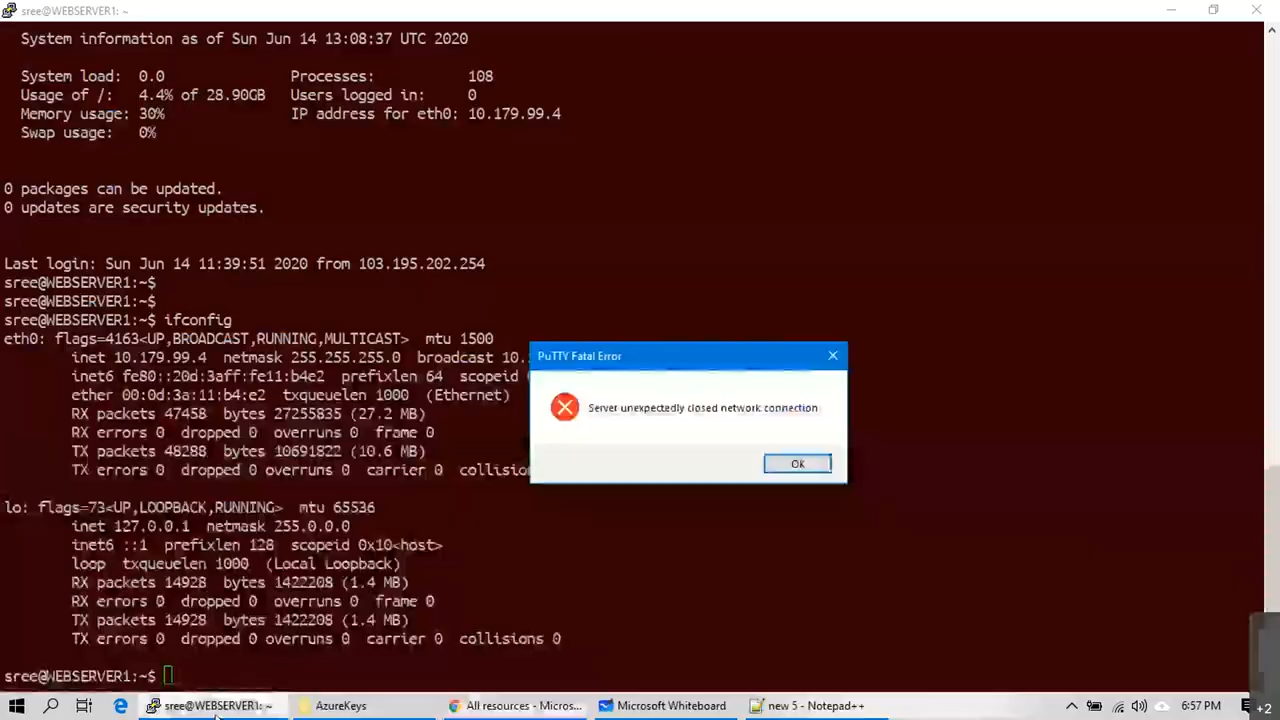 sree@WEBSERVER1: ~
System information as of Sun Jun 14 13:08:37 UTC 2020
System load: 0.0 Processes: 108
Usage of /: 4.4% of 28.90GB Users logged in: 0
Memory usage: 30% IP address for eth0: 10.179.99.4
Swap usage: 0%
0 packages can be updated.
0 updates are security updates.
Last login: Sun Jun 14 11:39:51 2020 from 103.195.202.254
sree@WEBSERVER1:~$
sree@WEBSERVER1:~$
sree@WEBSERVER1:~$ ifconfig
eth0: flags=4163<UP,BROADCAST,RUNNING,MULTICAST> mtu 1500
inet 10.179.99.4 netmask 255.255.255.0 broadcast 10.
inet6 fe80::20d:3aff:fe11:b4e2 prefixlen 64 scopeid
ether 00:0d:3a:11:b4:e2 txqueuelen 1000 (Ethernet)
RX packets 47458 bytes 27255835 (27.2 MB)
RX errors 0 dropped 0 overruns 0 frame 0
TX packets 48288 bytes 10691822 (10.6 MB)
TX errors 0 dropped 0 overruns 0 carrier 0 collisions
PuTTY Fatal Error
Server unexpectedly closed network connection
OK
lo: flags=73<UP,LOOPBACK,RUNNING> mtu 65536
inet 127.0.0.1 netmask 255.0.0.0
inet6 ::1 prefixlen 128 scopeid 0x10<host>
loop txqueuelen 1000 (Local Loopback)
RX packets 14928 bytes 1422208 (1.4 MB)
RX errors 0 dropped 0 overruns 0 frame 0
TX packets 14928 bytes 1422208 (1.4 MB)
TX errors 0 dropped 0 overruns 0 carrier 0 collisions 0
sree@WEBSERVER1:~$
sree@WEBSERVER1: ~ AzureKeys All resources - Micros... Microsoft Whiteboard new 5 - Notepad++ 6:57 PM +2